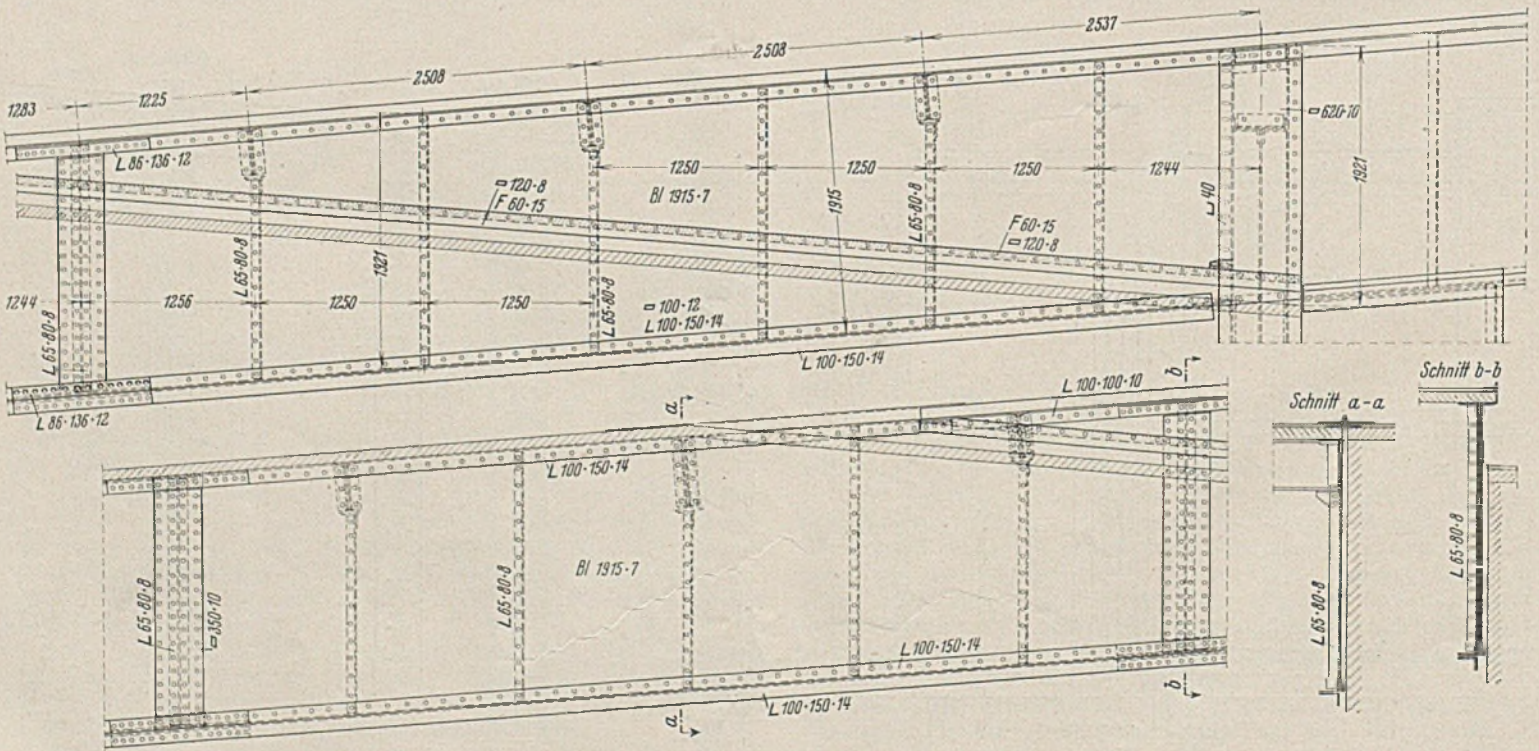 1283
1225
2508
2508
2537
L 86·136·12
1250
1250
1250
1244
▭ 620·10
▭ 120·8
F 60·15
Bl 1915·7
1915
L 65·80·8
F 60·15
▭ 120·8
⊔ 40
1921
1244
1256
L 65·80·8
1250
1921
1250
L 65·80·8
▭ 100·12
L 100·150·14
L 65·80·8
L 100·150·14
L 86·136·12
a
b
L 100·100·10
Schnitt a-a
Schnitt b-b
L 100·150·14
L 65·80·8
▭ 350·10
L 65·80·8
Bl 1915·7
L 100·150·14
L 100·150·14
a
b
L 65·80·8
L 65·80·8